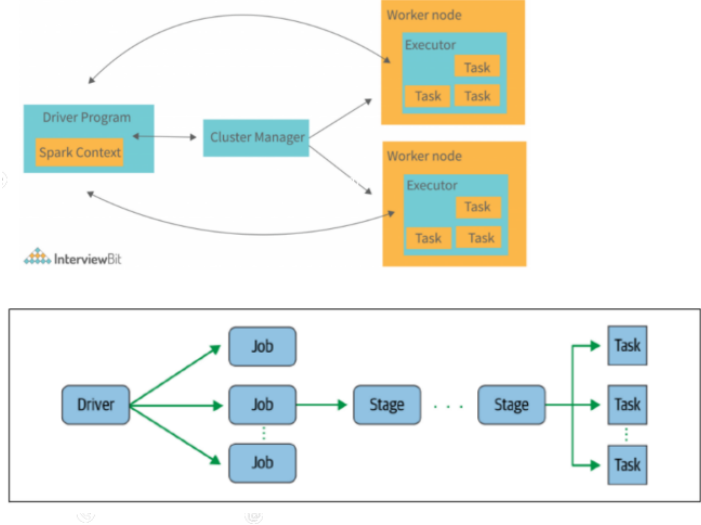 Worker node
Executor
Task
Task Task
Driver Program
Spark Context
Cluster Manager
Worker node
Executor
Task
Task Task
InterviewBit
Job
Driver Job Stage . . . Stage Task
Job
Task
Task